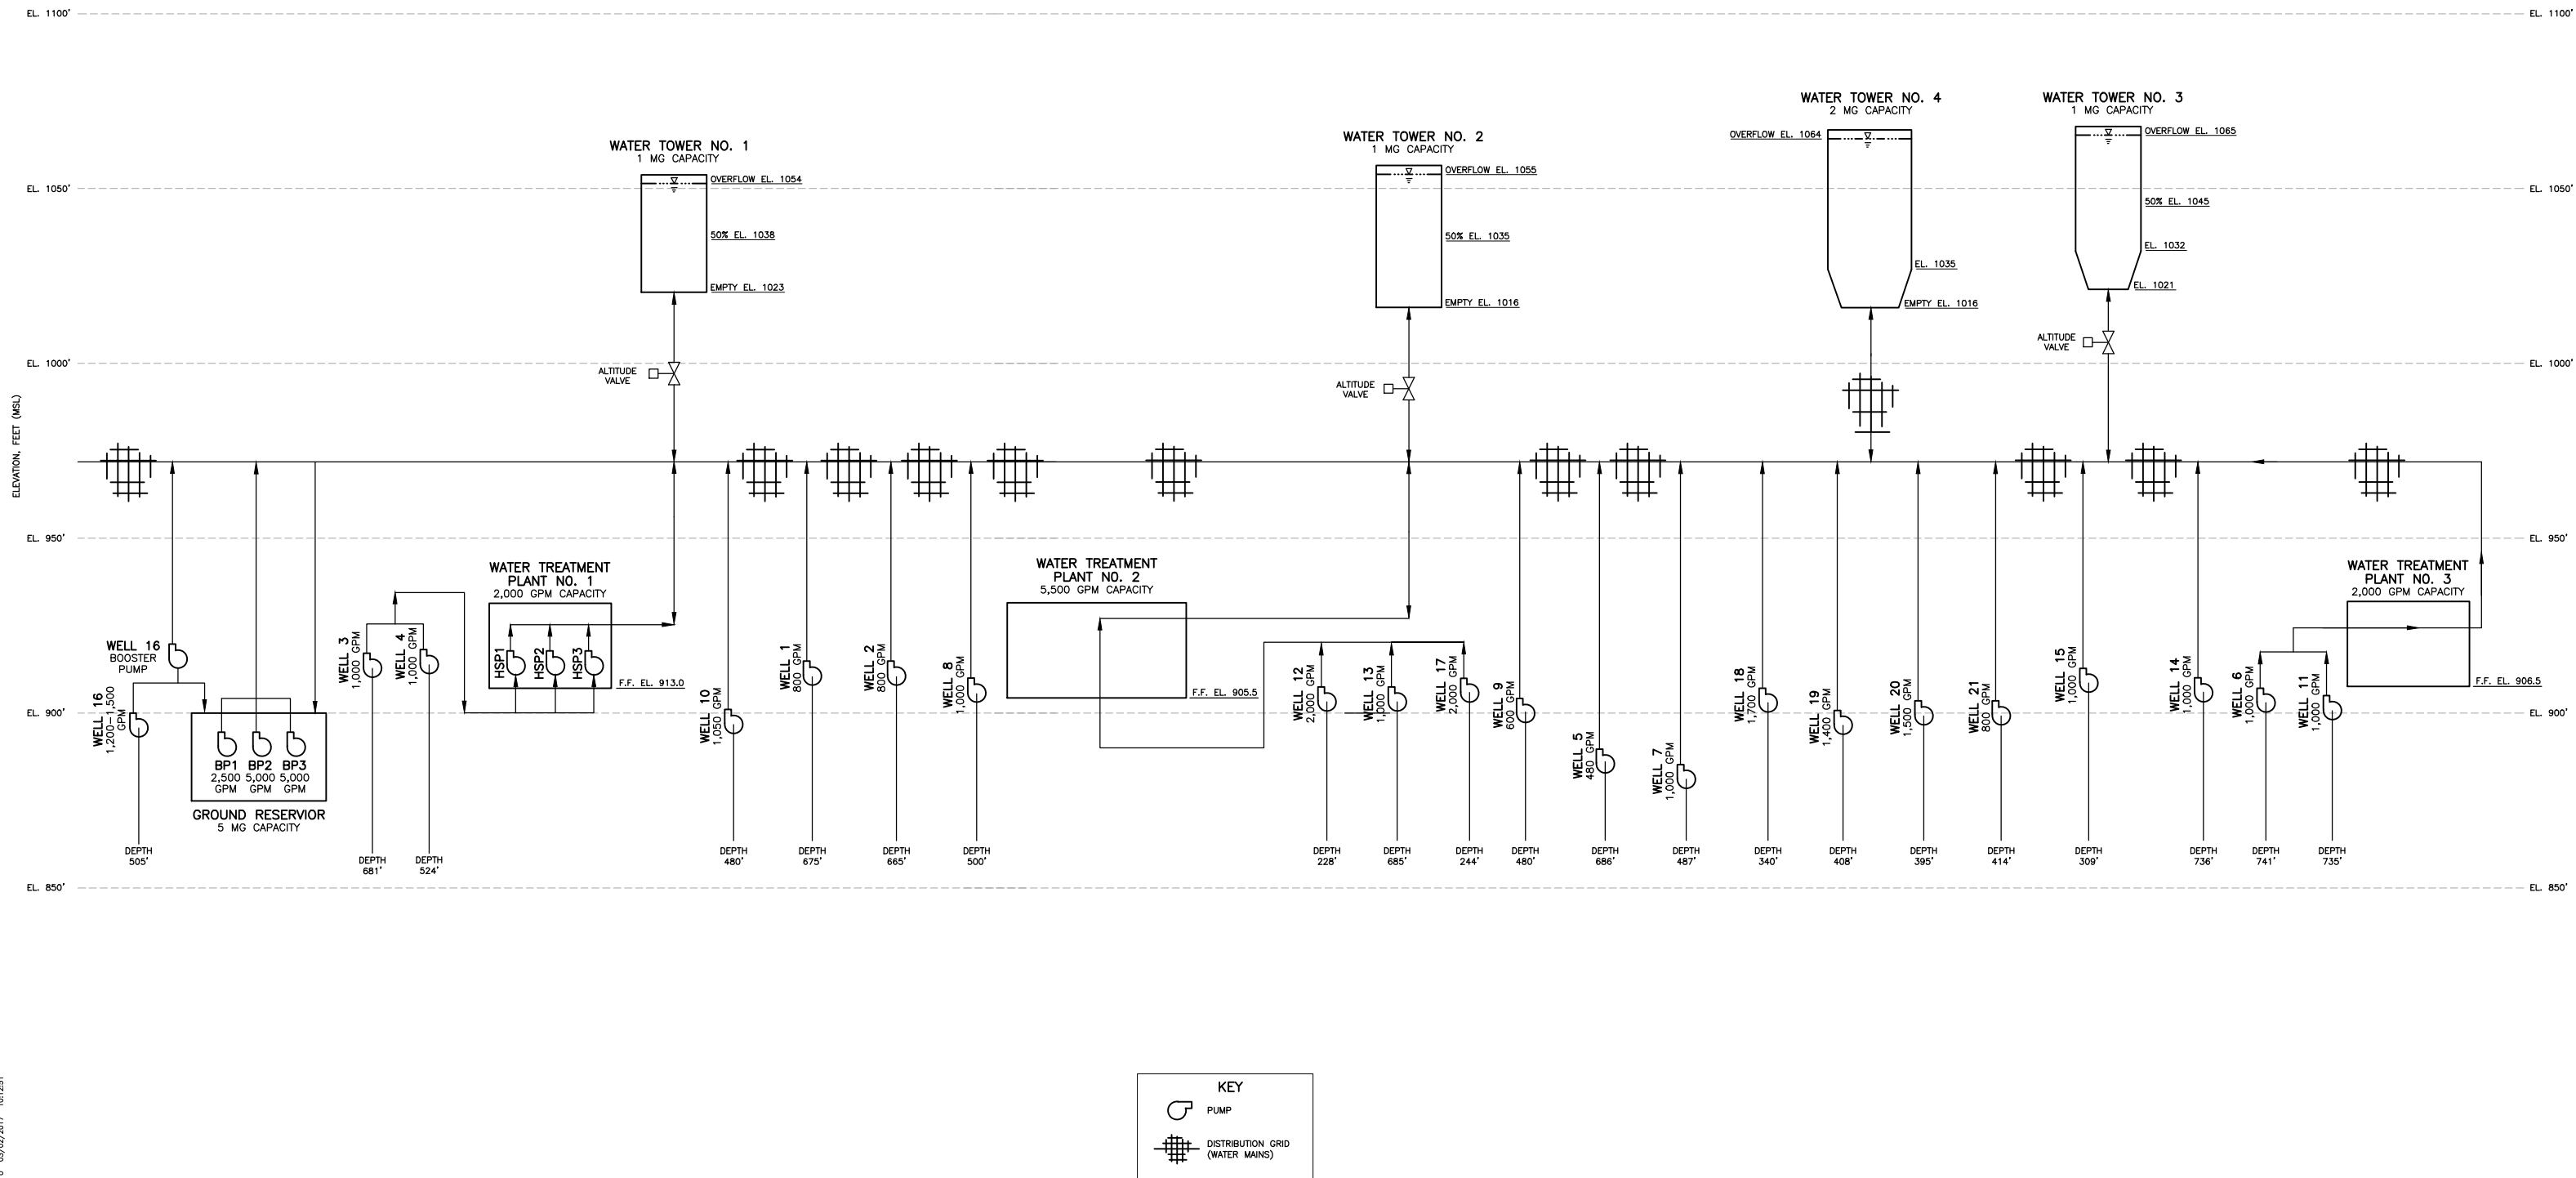 EL. 1100'
EL. 1100'
WATER TOWER NO. 4
2 MG CAPACITY
WATER TOWER NO. 3
1 MG CAPACITY
WATER TOWER NO. 1
1 MG CAPACITY
WATER TOWER NO. 2
1 MG CAPACITY
OVERFLOW EL. 1064
OVERFLOW EL. 1065
OVERFLOW EL. 1054
OVERFLOW EL. 1055
EL. 1050'
EL. 1050'
50% EL. 1038
50% EL. 1035
50% EL. 1045
EL. 1032
EL. 1035
EMPTY EL. 1023
EMPTY EL. 1016
EMPTY EL. 1016
EL. 1021
ALTITUDE
VALVE
ALTITUDE
VALVE
ALTITUDE
VALVE
EL. 1000'
EL. 1000'
ELEVATION, FEET (MSL)
EL. 950'
EL. 950'
WATER TREATMENT
PLANT NO. 1
2,000 GPM CAPACITY
WATER TREATMENT
PLANT NO. 2
5,500 GPM CAPACITY
WATER TREATMENT
PLANT NO. 3
2,000 GPM CAPACITY
WELL 16
BOOSTER
PUMP
WELL 16
1,200-1,500
GPM
BP1
2,500
GPM
BP2
5,000
GPM
BP3
5,000
GPM
GROUND RESERVIOR
5 MG CAPACITY
WELL 3
1,000 GPM
WELL 4
1,000 GPM
HSP1
HSP2
HSP3
F.F. EL. 913.0
WELL 10
1,050 GPM
WELL 1
800 GPM
WELL 2
800 GPM
WELL 8
1,000 GPM
F.F. EL. 905.5
WELL 12
2,000 GPM
WELL 13
1,000 GPM
WELL 17
2,000 GPM
WELL 9
600 GPM
WELL 5
480 GPM
WELL 7
1,000 GPM
WELL 18
1,700 GPM
WELL 19
1,400 GPM
WELL 20
1,500 GPM
WELL 21
800 GPM
WELL 15
1,000 GPM
WELL 14
1,000 GPM
WELL 6
1,000 GPM
WELL 11
1,000 GPM
F.F. EL. 906.5
EL. 900'
EL. 900'
DEPTH
505'
DEPTH
681'
DEPTH
524'
DEPTH
480'
DEPTH
675'
DEPTH
665'
DEPTH
500'
DEPTH
228'
DEPTH
685'
DEPTH
244'
DEPTH
480'
DEPTH
686'
DEPTH
487'
DEPTH
340'
DEPTH
408'
DEPTH
395'
DEPTH
414'
DEPTH
309'
DEPTH
736'
DEPTH
741'
DEPTH
735'
EL. 850'
EL. 850'
KEY
PUMP
DISTRIBUTION GRID
(WATER MAINS)